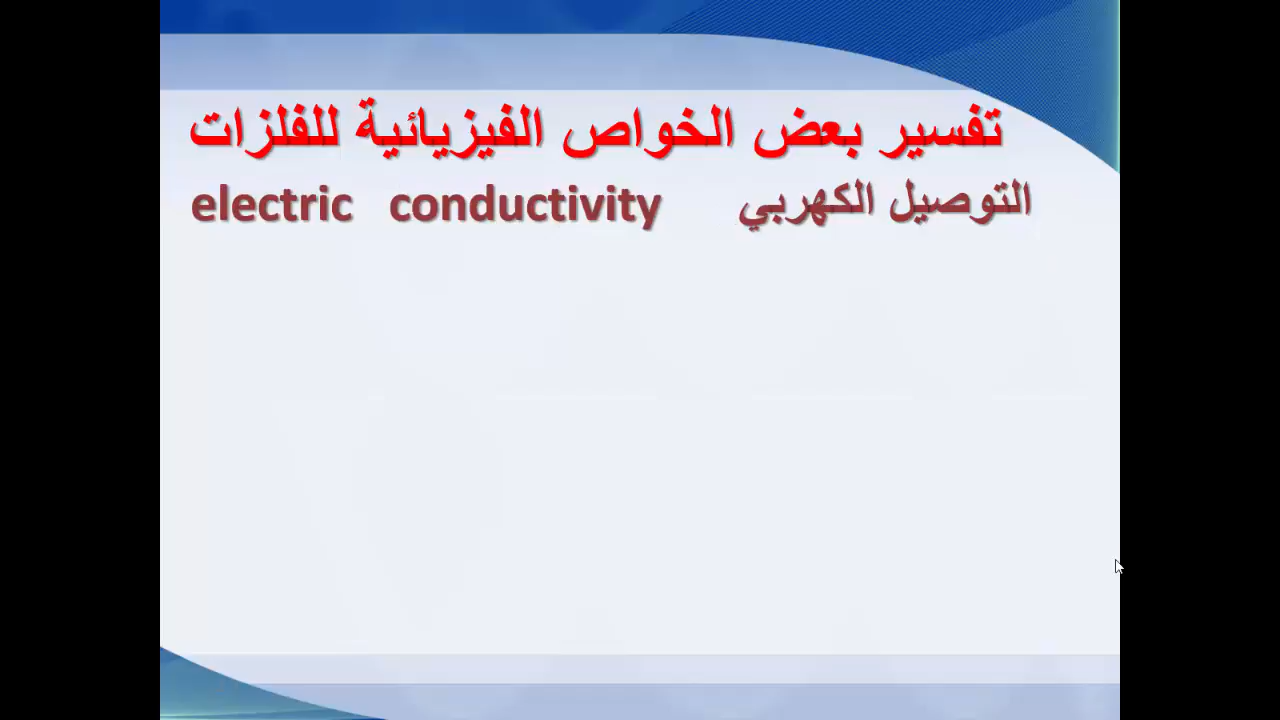 تفسير بعض الخواص الفيزيائية للفلزات
التوصيل الكهربي electric conductivity